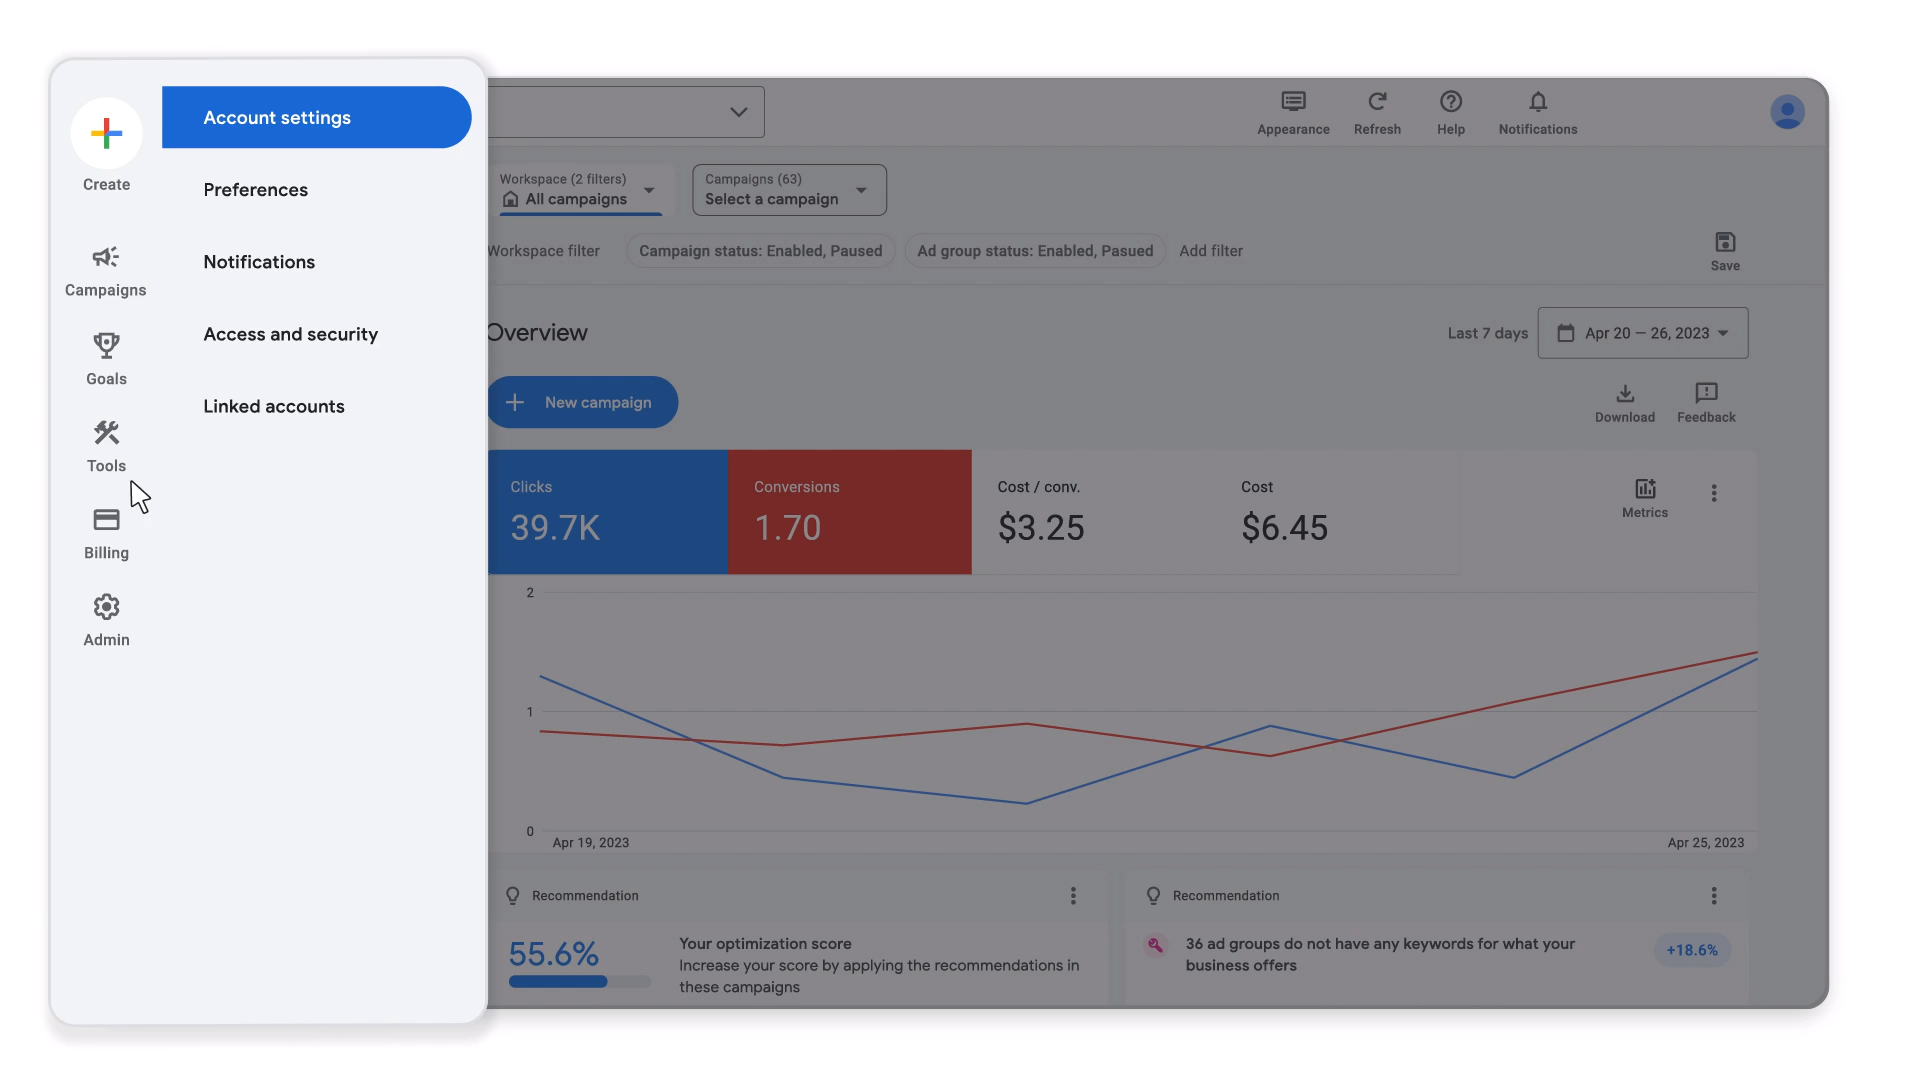 Create
Campaigns
Goals
Tools
Billing
Admin
Account settings
Preferences
Notifications
Access and security
Linked accounts
Appearance
Refresh
Help
Notifications
Workspace (2 filters)
All campaigns
Campaigns (63)
Select a campaign
Workspace filter
Campaign status: Enabled, Paused
Ad group status: Enabled, Pasued
Add filter
Save
Overview
Last 7 days
Apr 20 – 26, 2023
New campaign
Download
Feedback
Clicks
39.7K
Conversions
1.70
Cost / conv.
$3.25
Cost
$6.45
Metrics
2
1
0
Apr 19, 2023
Apr 25, 2023
Recommendation
55.6%
Your optimization score
Increase your score by applying the recommendations in
these campaigns
Recommendation
36 ad groups do not have any keywords for what your
business offers
+18.6%